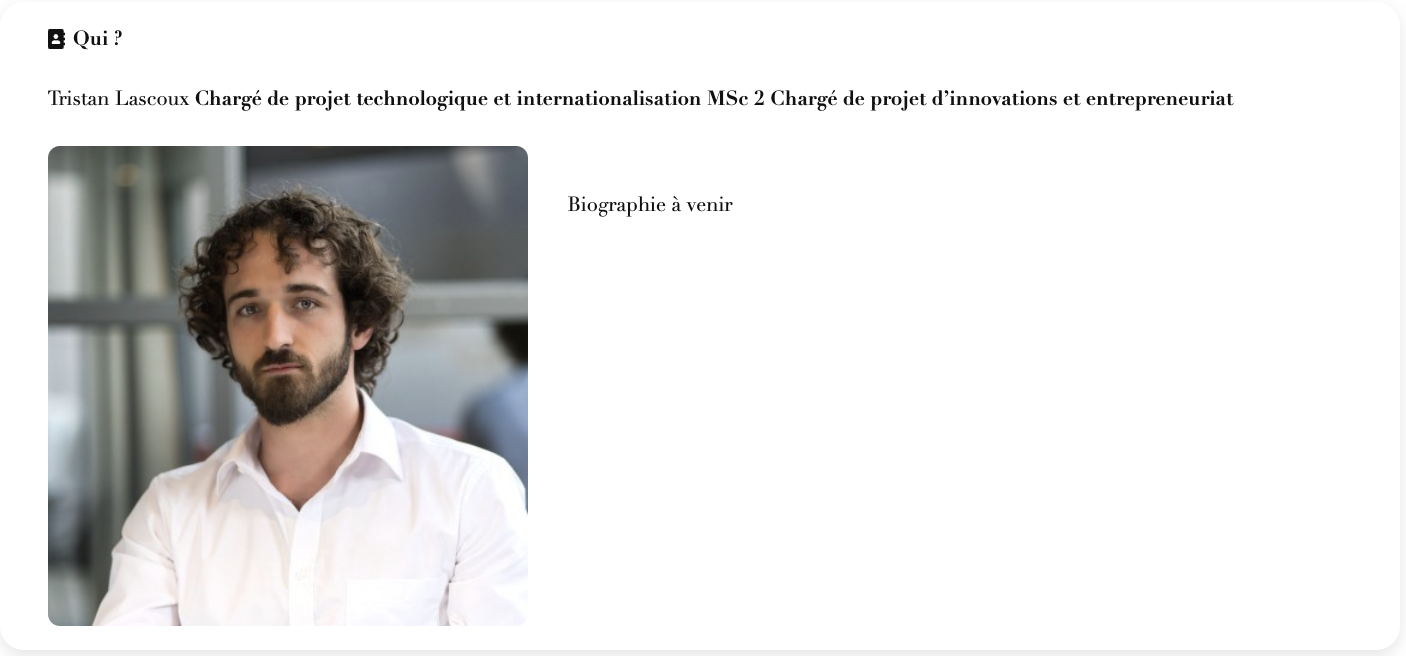 Qui ?
Tristan Lascoux Chargé de projet technologique et internationalisation MSc 2 Chargé de projet d’innovations et entrepreneuriat
Biographie à venir